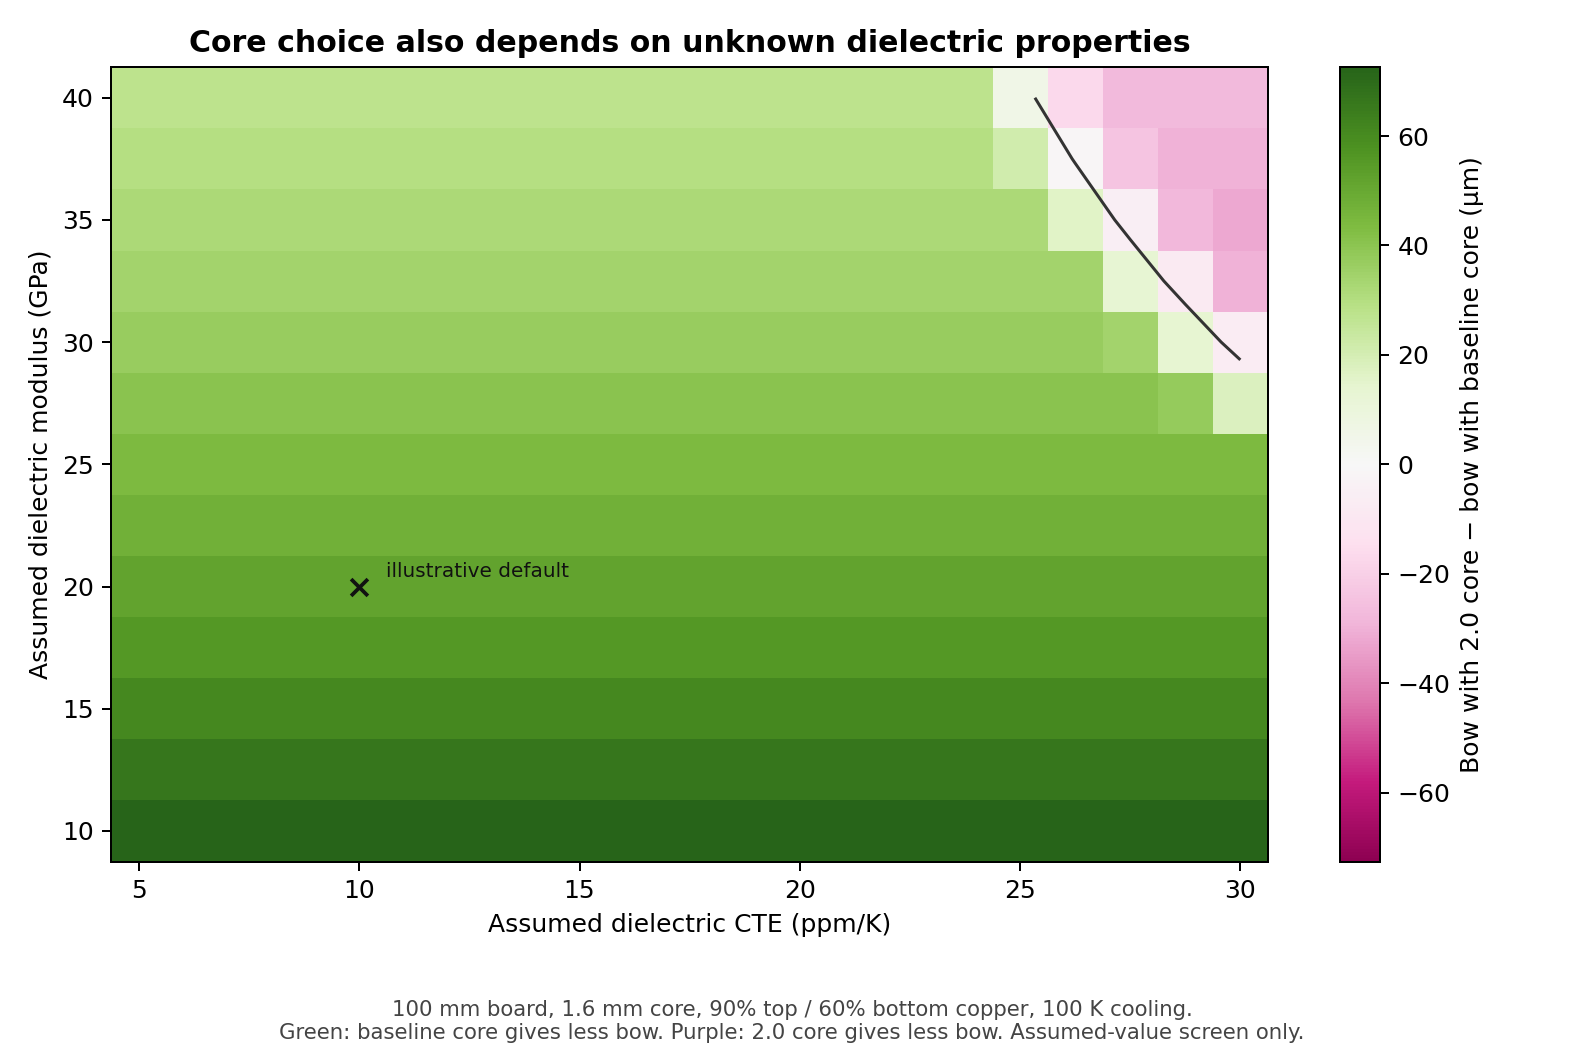 Core choice also depends on unknown dielectric properties
40
35
30
25
20
15
10
Assumed dielectric modulus (GPa)
illustrative default
5
10
15
20
25
30
Assumed dielectric CTE (ppm/K)
60
40
20
0
−20
−40
−60
Bow with 2.0 core − bow with baseline core (µm)
100 mm board, 1.6 mm core, 90% top / 60% bottom copper, 100 K cooling.
Green: baseline core gives less bow. Purple: 2.0 core gives less bow. Assumed-value screen only.